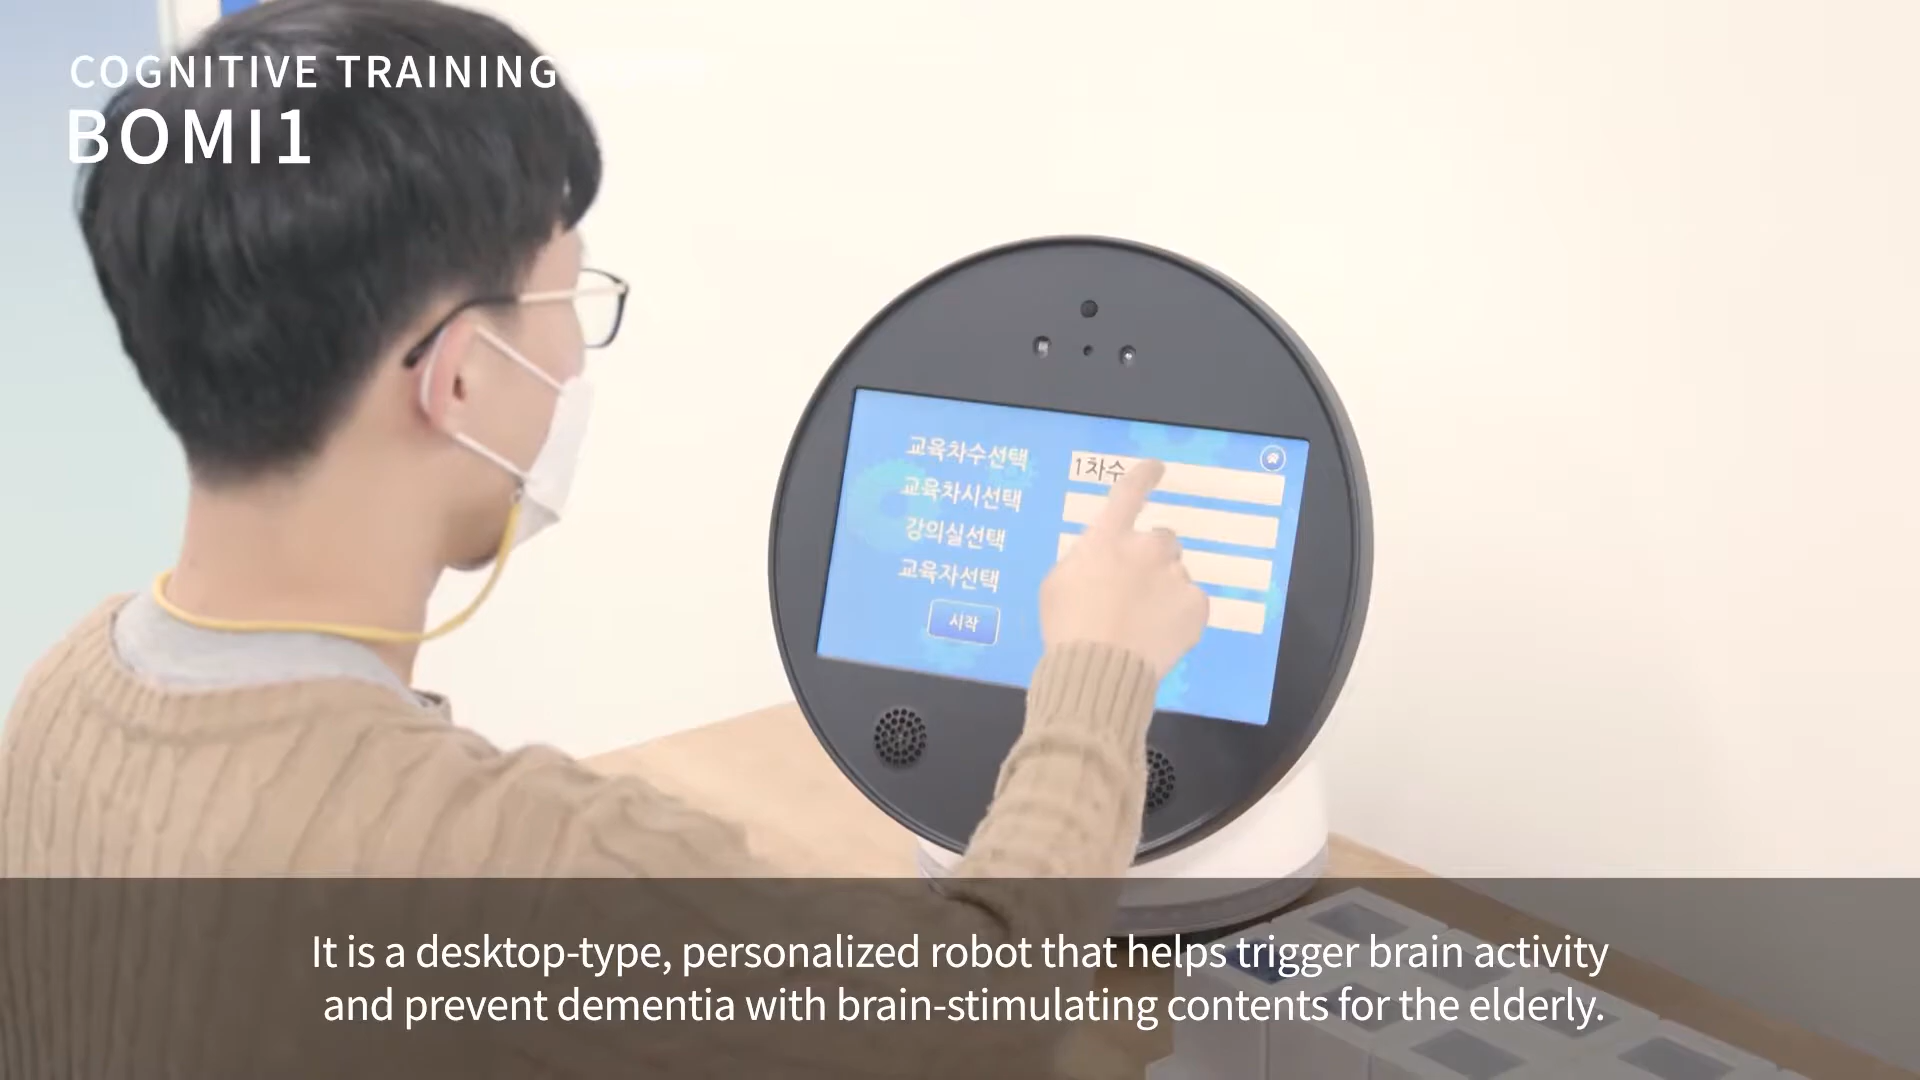 COGNITIVE TRAINING
BOMI1
교육차수선택
1차수
교육차시선택
강의실선택
교육자선택
시작
It is a desktop-type, personalized robot that helps trigger brain activity
and prevent dementia with brain-stimulating contents for the elderly.